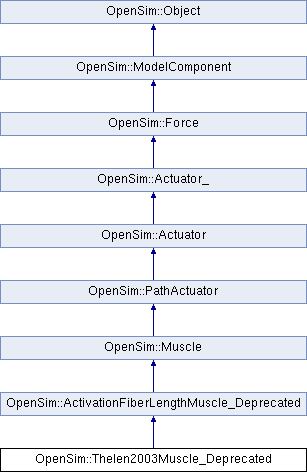 OpenSim::Object
OpenSim::ModelComponent
OpenSim::Force
OpenSim::Actuator_
OpenSim::Actuator
OpenSim::PathActuator
OpenSim::Muscle
OpenSim::ActivationFiberLengthMuscle_Deprecated
OpenSim::Thelen2003Muscle_Deprecated